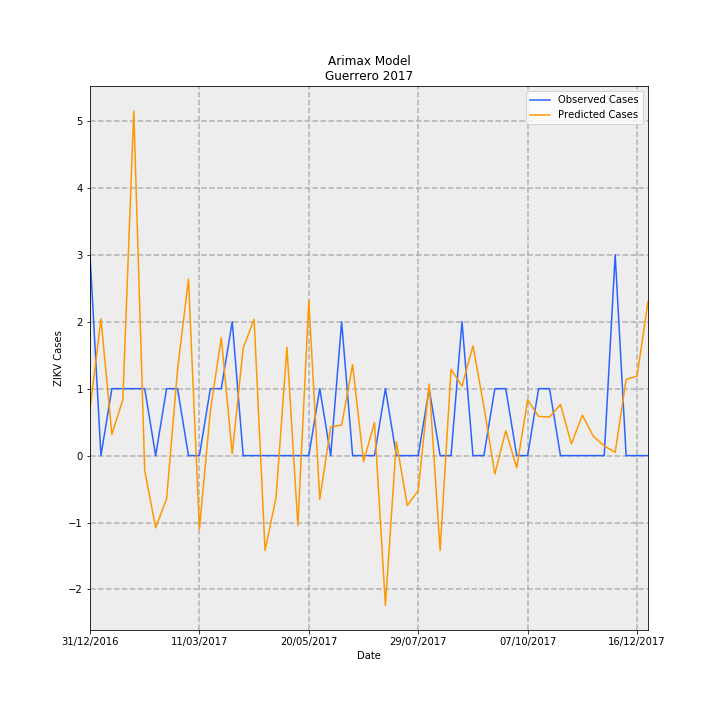 Arimax Model
Guerrero 2017
Observed Cases
Predicted Cases
ZIKV Cases
5
4
3
2
1
0
−1
−2
31/12/2016
11/03/2017
20/05/2017
29/07/2017
07/10/2017
16/12/2017
Date